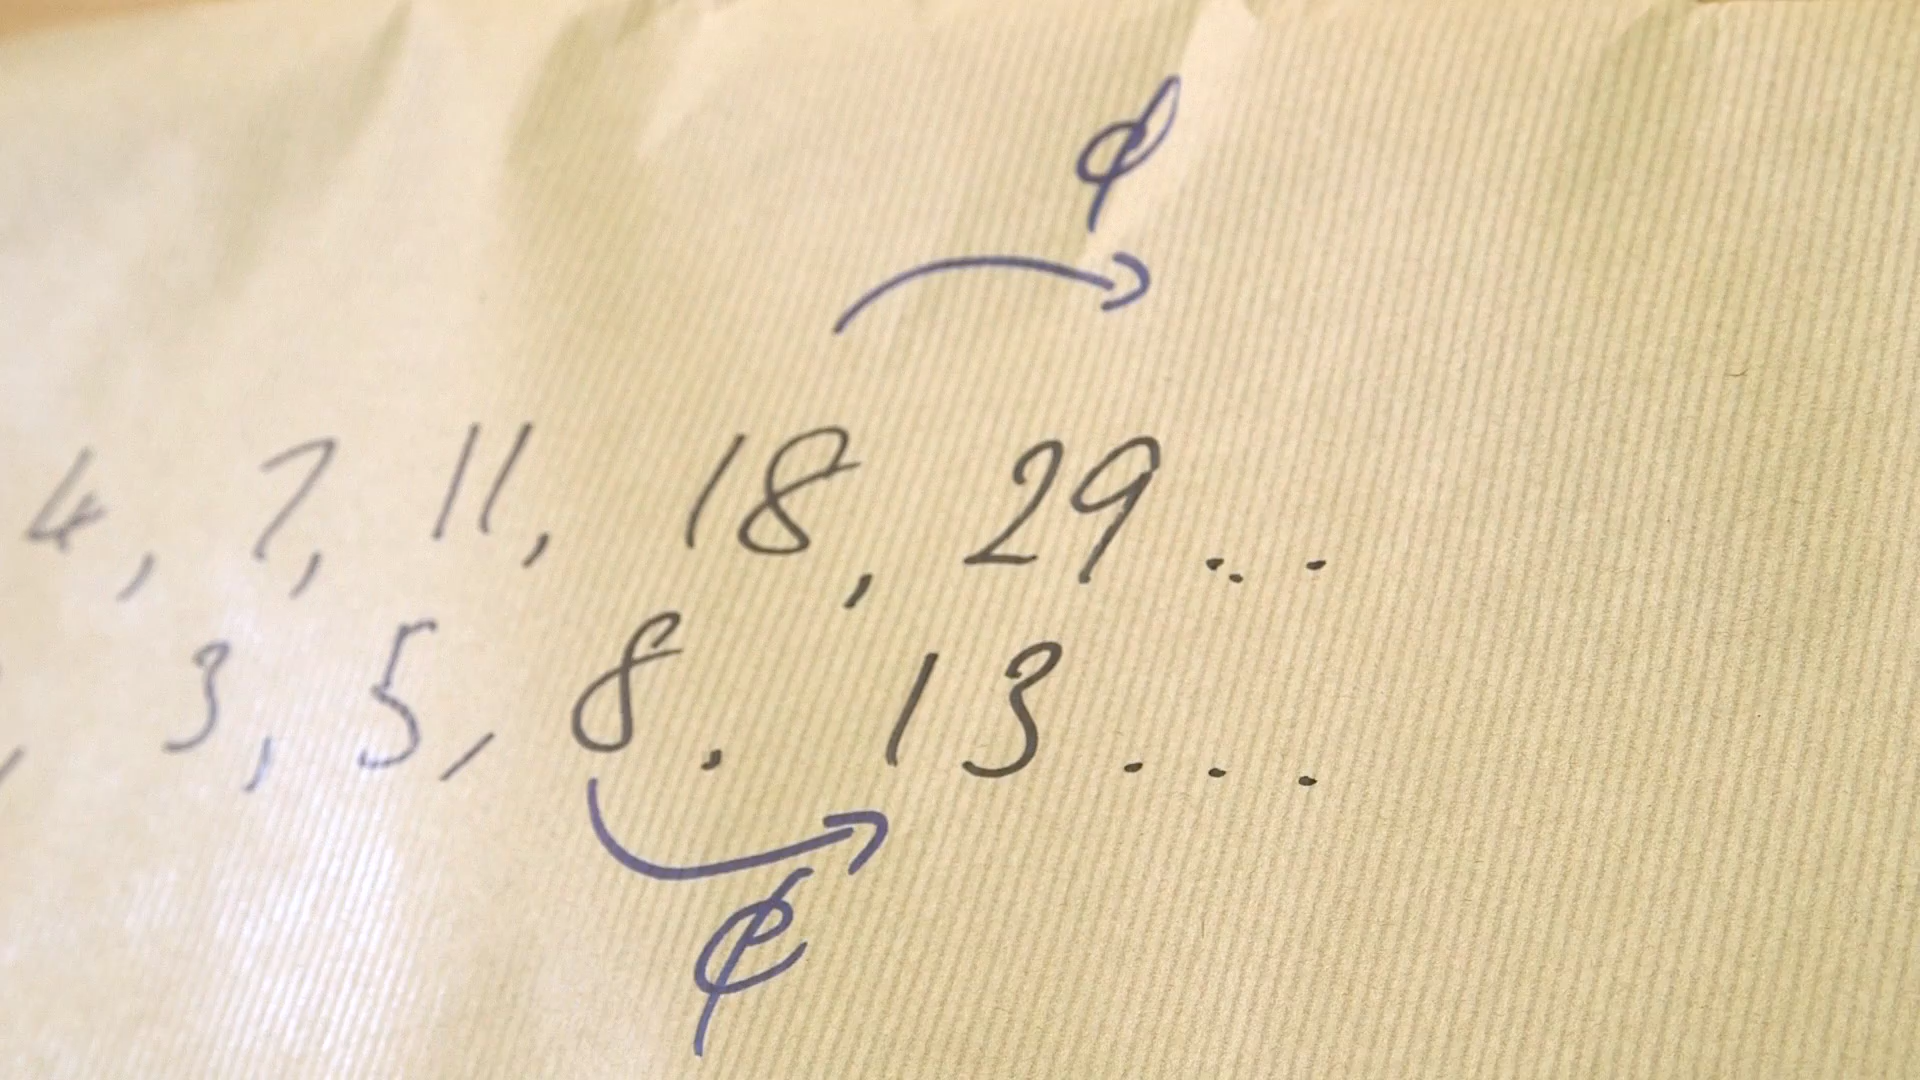 φ
4, 7, 11, 18, 29...
, 3, 5, 8. 13...
φ